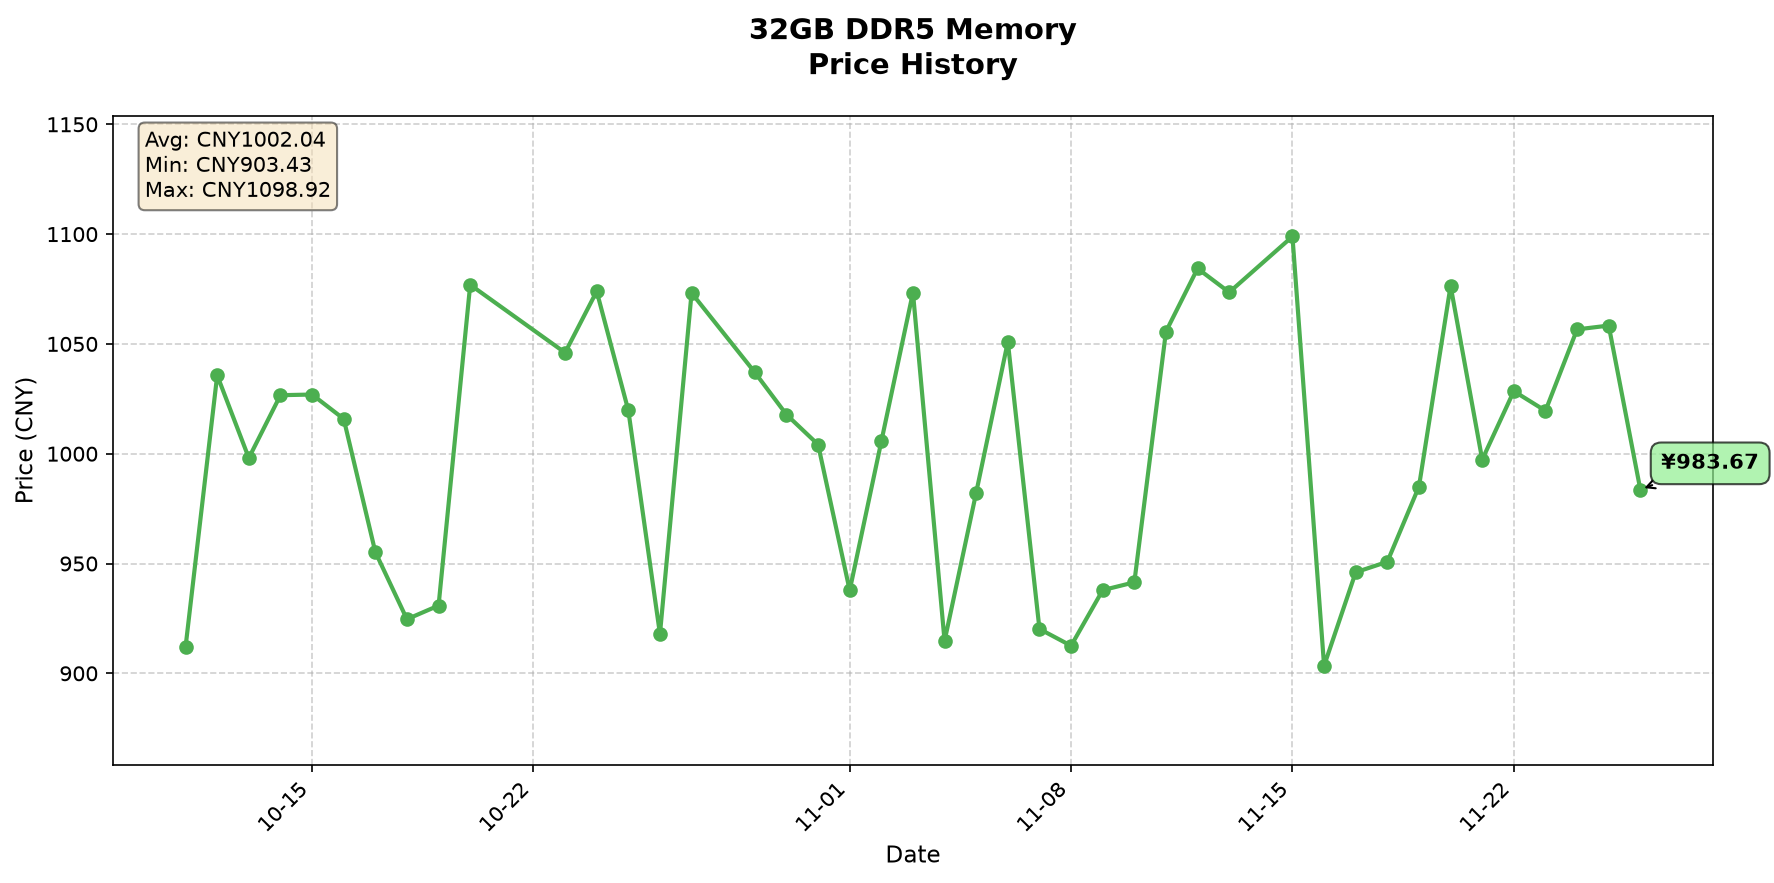 32GB DDR5 Memory
Price History
Avg: CNY1002.04
Min: CNY903.43
Max: CNY1098.92
1150
1100
1050
1000
950
900
Price (CNY)
¥983.67
10-15
10-22
11-01
11-08
11-15
11-22
Date